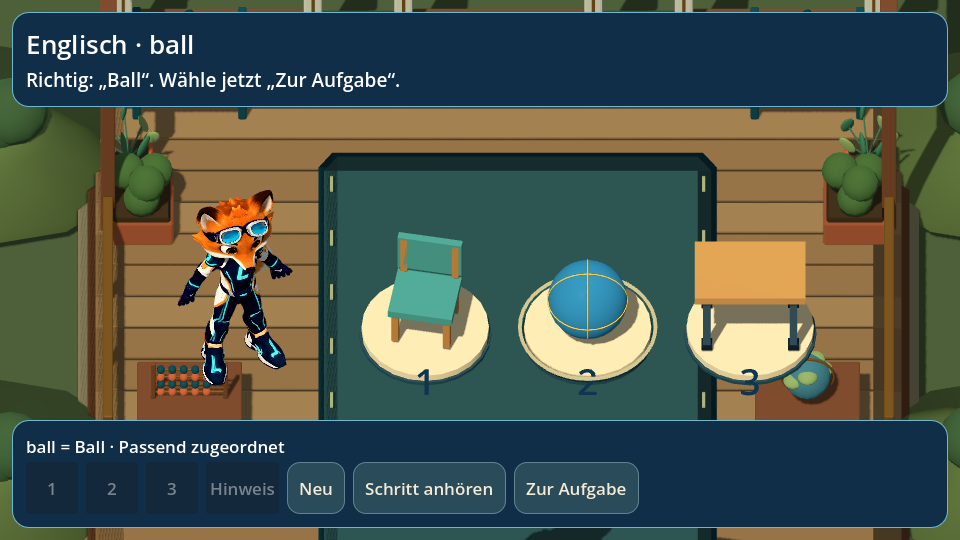 Englisch · ball
Richtig: „Ball“. Wähle jetzt „Zur Aufgabe“.
1 2 3
ball = Ball · Passend zugeordnet
1 2 3 Hinweis Neu Schritt anhören Zur Aufgabe